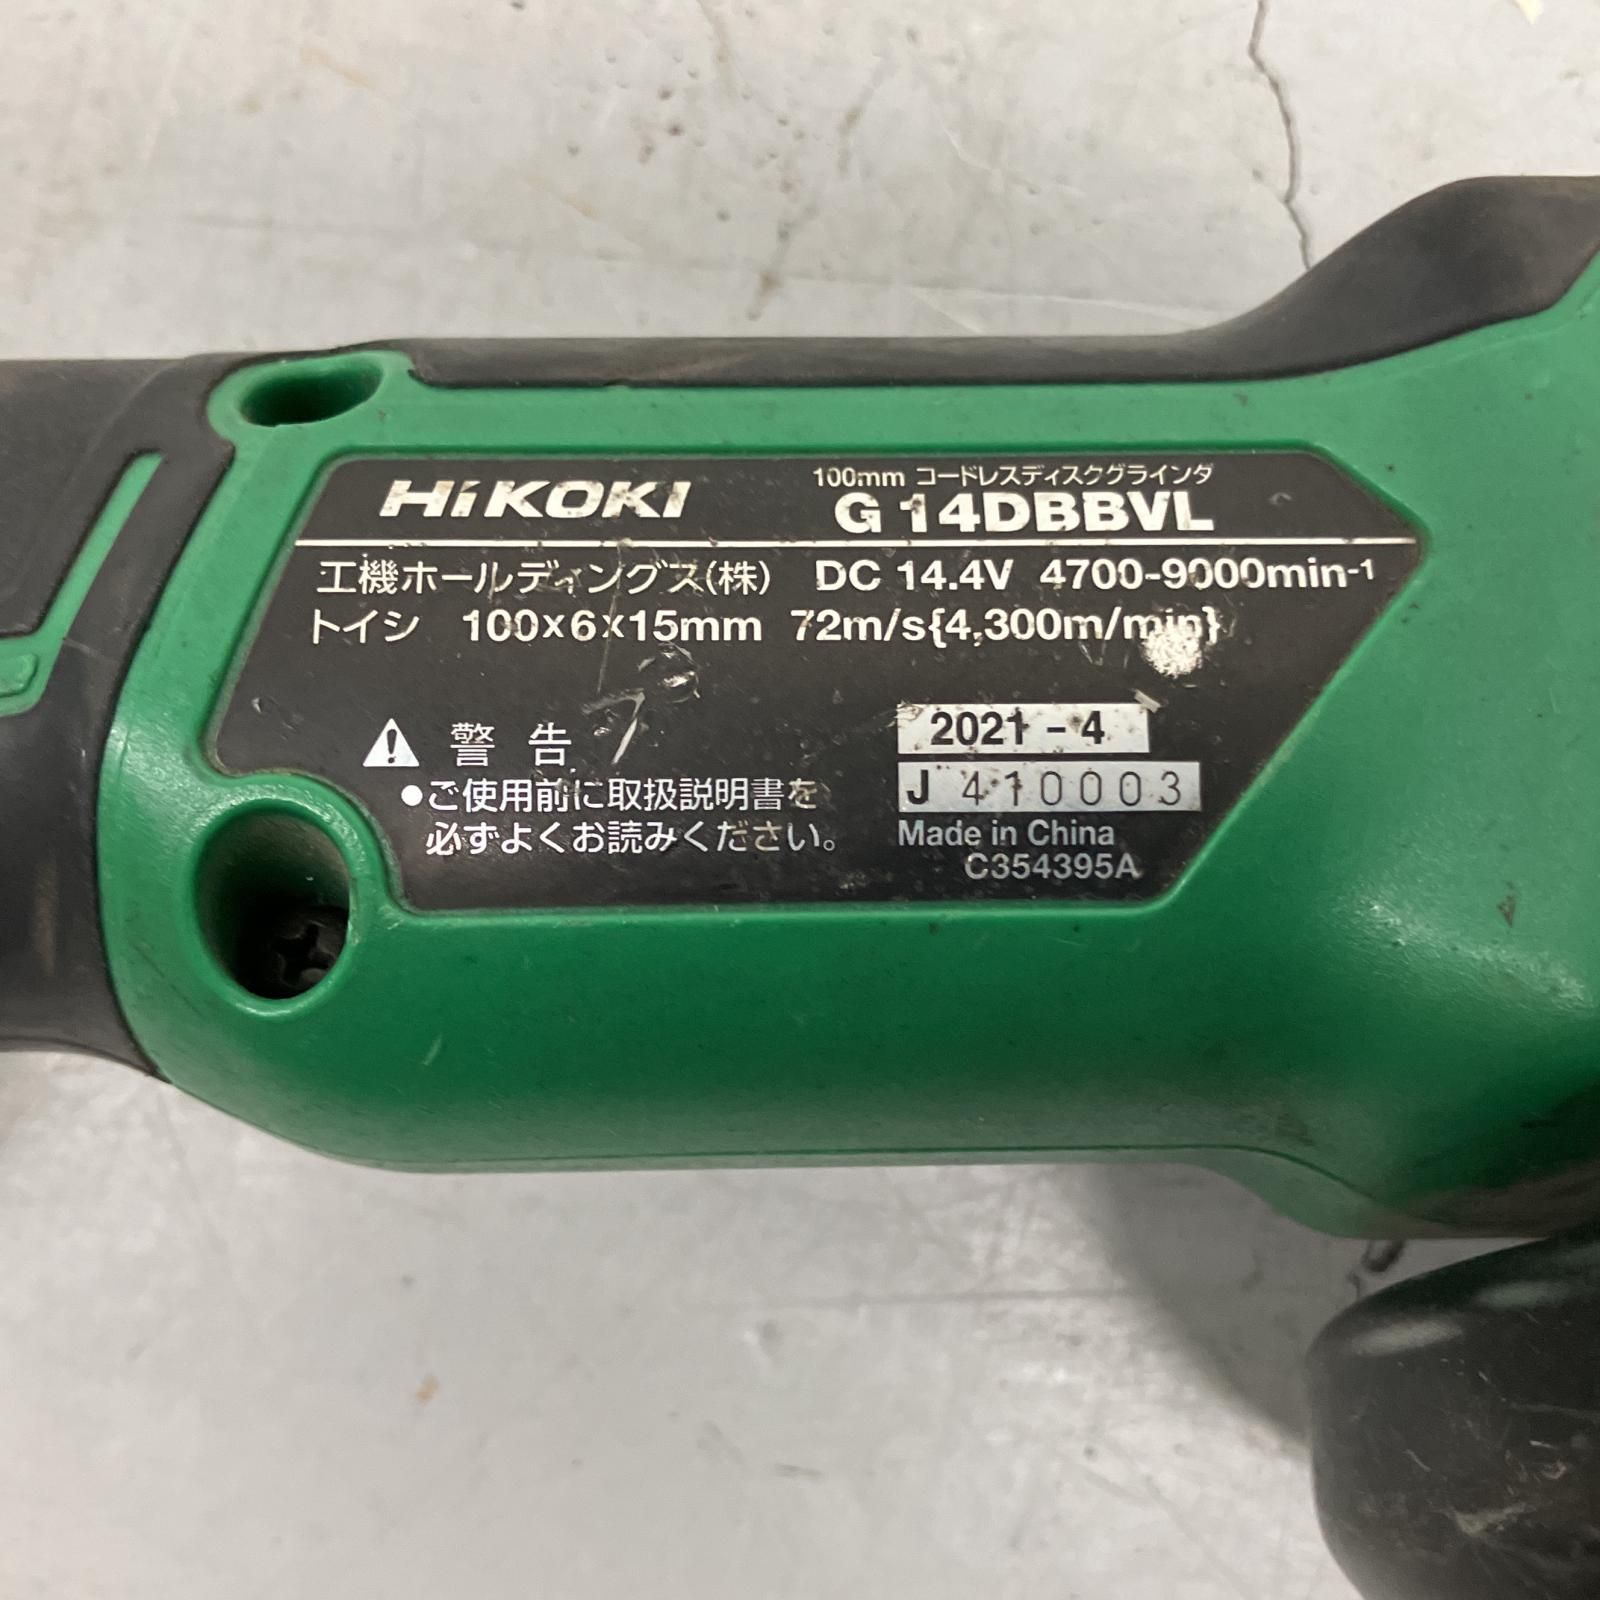 HiKOKI
100mm コードレスディスクグラインダ
G 14DBBVL
工機ホールディングス(株) DC 14.4V 4700-9000min-1
トイシ 100x6x15mm 72m/s{4,300m/min}
警告
●ご使用前に取扱説明書を
必ずよくお読みください。
2021-4
J 410003
Made in China
C354395A